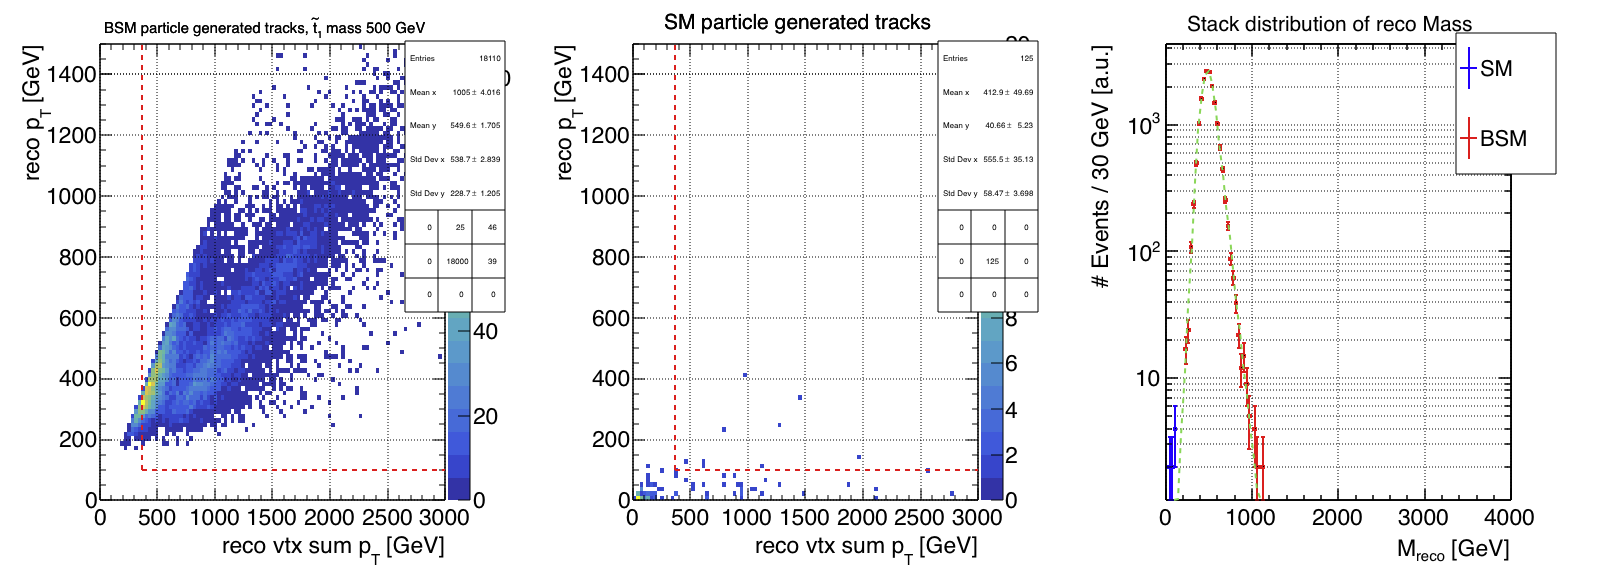 BSM particle generated tracks, t̃₁ mass 500 GeV
reco pT [GeV]
1400
1200
1000
800
600
400
200
0
0 500 1000 1500 2000 2500 3000
reco vtx sum pT [GeV]
Entries 18110
Mean x 1005 ± 4.016
Mean y 549.6 ± 1.705
Std Dev x 538.7 ± 2.839
Std Dev y 228.7 ± 1.205
0 25 46
0 18000 39
0 0 0
40
20
0
SM particle generated tracks
reco pT [GeV]
1400
1200
1000
800
600
400
200
0
0 500 1000 1500 2000 2500 3000
reco vtx sum pT [GeV]
Entries 125
Mean x 412.9 ± 49.69
Mean y 40.66 ± 5.23
Std Dev x 555.5 ± 35.13
Std Dev y 58.47 ± 3.698
0 0 0
0 125 0
0 0 0
8
6
4
2
0
Stack distribution of reco Mass
# Events / 30 GeV [a.u.]
10³
10²
10
0 1000 2000 3000 4000
Mreco [GeV]
SM
BSM